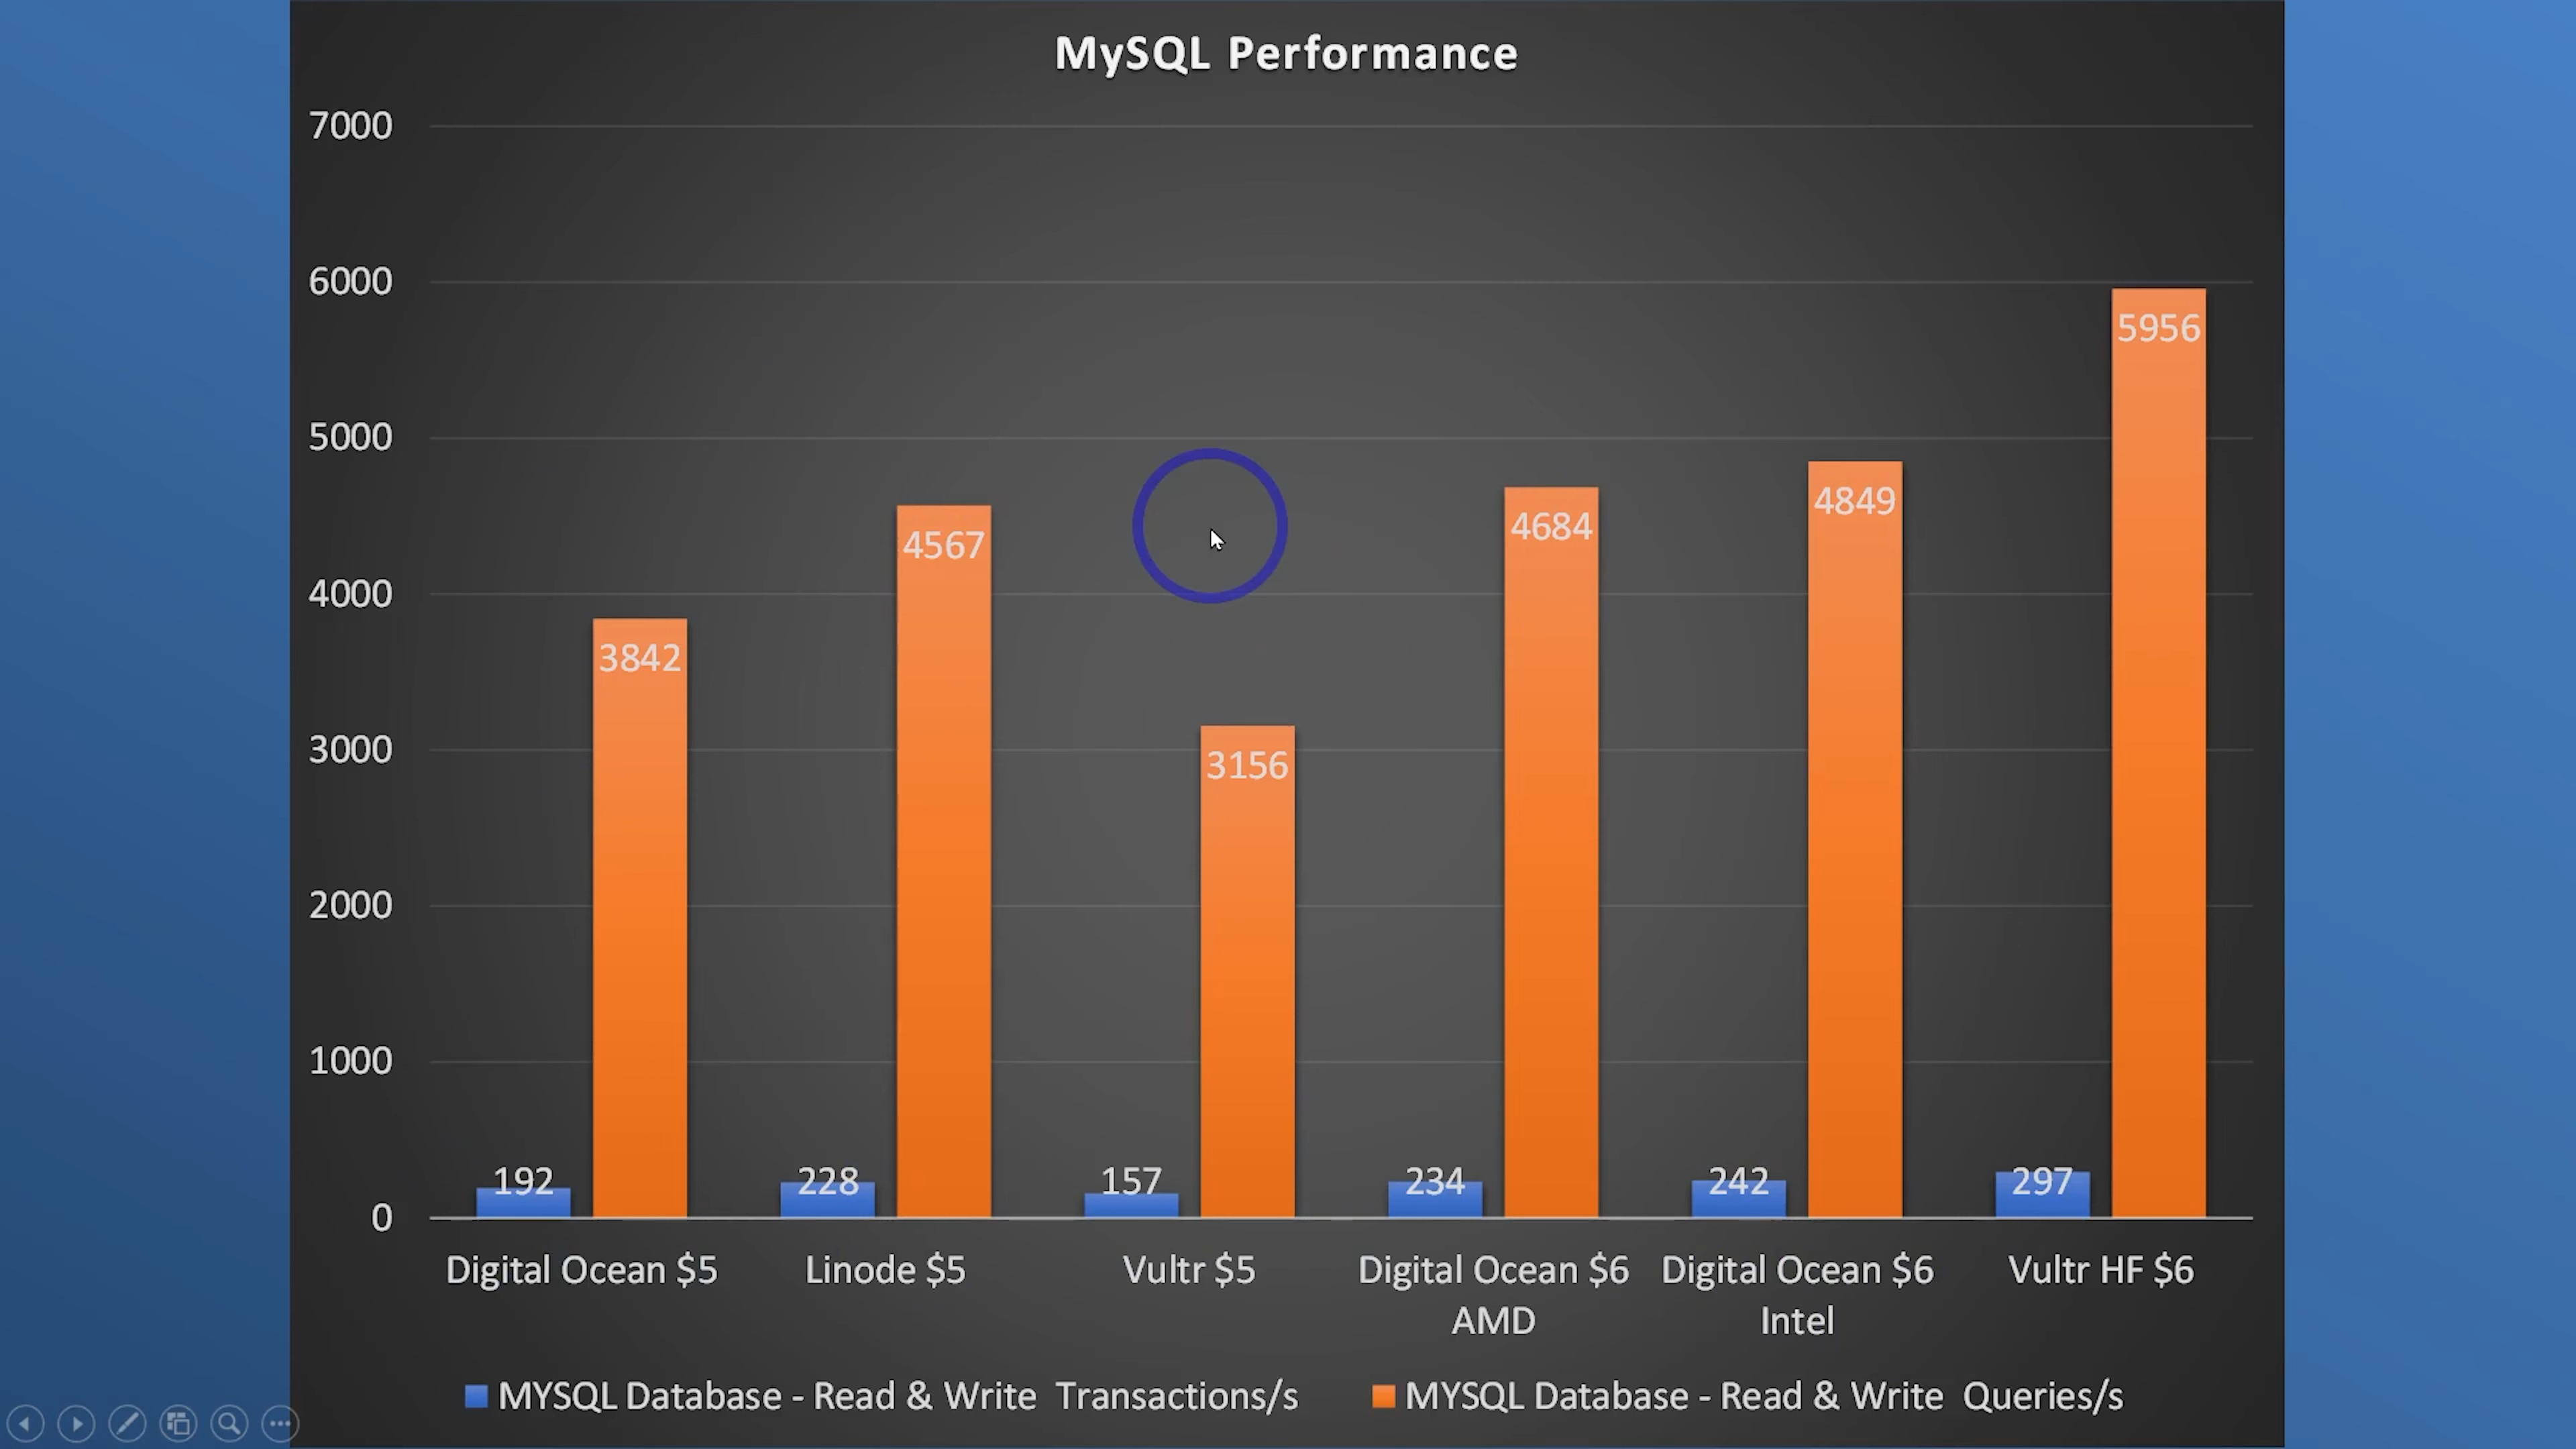 MySQL Performance
7000
6000
5000
4000
3000
2000
1000
0
3842
4567
3156
4684
4849
5956
192
228
157
234
242
297
Digital Ocean $5
Linode $5
Vultr $5
Digital Ocean $6
AMD
Digital Ocean $6
Intel
Vultr HF $6
MYSQL Database - Read & Write Transactions/s
MYSQL Database - Read & Write Queries/s